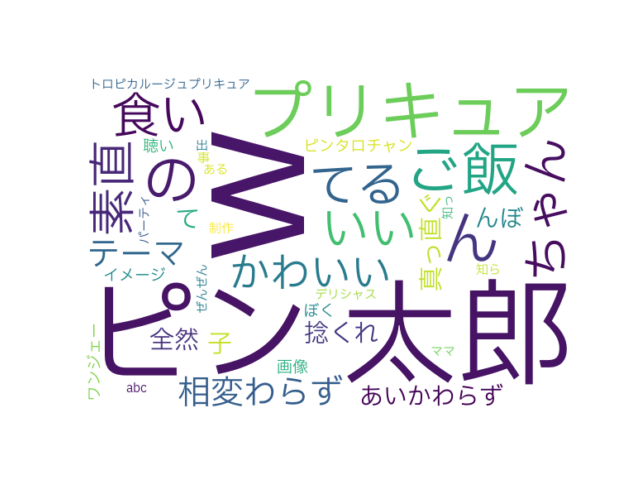 トロピカルージュプリキュア
プリキュア
食い
聴い
出
事
ある
ピンタロチャン
ご飯
ちゃん
素直
の
W
てる
いい
真っ直ぐ
知っ
ん
んぼ
パーティ
て
制作
テーマ
イメージ
ぜんぜん
かわいい
知ら
デリシャス
ピン太郎
ぼく
全然
子
捻くれ
ママ
ワンジェー
画像
abc
相変わらず
あいかわらず